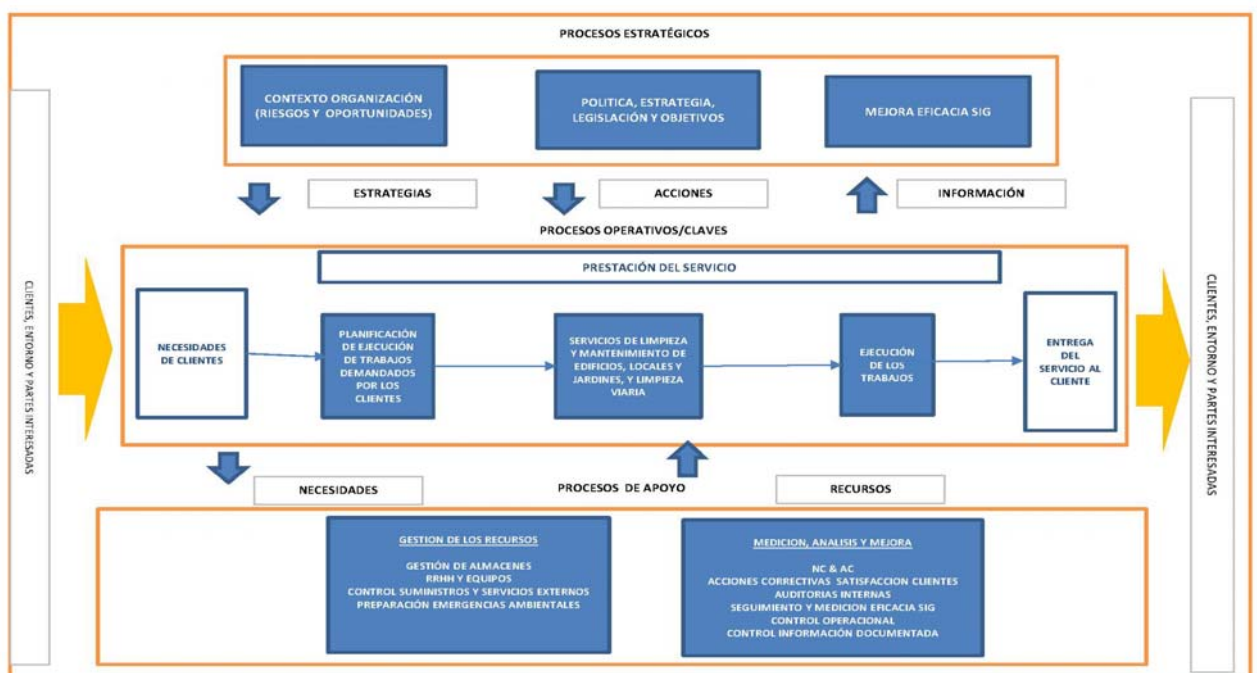 PROCESOS ESTRATÉGICOS
CONTEXTO ORGANIZACIÓN
(RIESGOS Y OPORTUNIDADES)
POLITICA, ESTRATEGIA,
LEGISLACIÓN Y OBJETIVOS
MEJORA EFICACIA SIG
ESTRATEGIAS
ACCIONES
INFORMACIÓN
PROCESOS OPERATIVOS/CLAVES
CLIENTES, ENTORNO Y PARTES INTERESADAS
PRESTACIÓN DEL SERVICIO
NECESIDADES
DE CLIENTES
PLANIFICACIÓN
DE EJECUCIÓN
DE TRABAJOS
DEMANDADOS
POR LOS
CLIENTES
SERVICIOS DE LIMPIEZA
Y MANTENIMIENTO DE
EDIFICIOS, LOCALES Y
JARDINES, Y LIMPIEZA
VIARIA
EJECUCIÓN
DE LOS
TRABAJOS
ENTREGA
DEL
SERVICIO AL
CLIENTE
CLIENTES, ENTORNO Y PARTES INTERESADAS
NECESIDADES
PROCESOS DE APOYO
RECURSOS
GESTION DE LOS RECURSOS
GESTIÓN DE ALMACENES
RRHH Y EQUIPOS
CONTROL SUMINISTROS Y SERVICIOS EXTERNOS
PREPARACIÓN EMERGENCIAS AMBIENTALES
MEDICION, ANALISIS Y MEJORA
NC & AC
ACCIONES CORRECTIVAS SATISFACCION CLIENTES
AUDITORIAS INTERNAS
SEGUIMIENTO Y MEDICION EFICACIA SIG
CONTROL OPERACIONAL
CONTROL INFORMACIÓN DOCUMENTADA